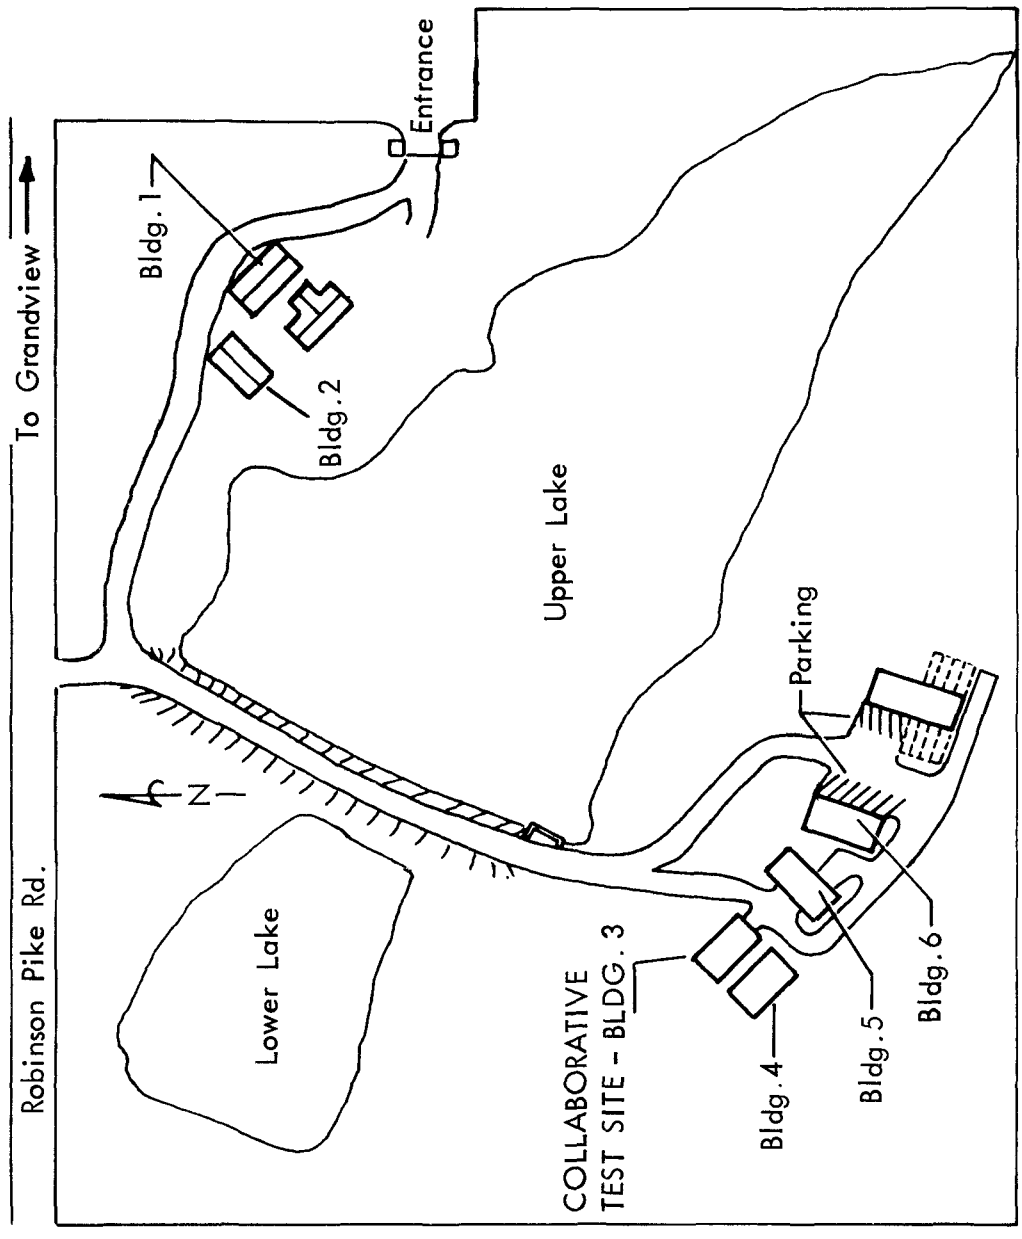 Robinson Pike Rd.
To Grandview
Entrance
Bldg. 1
Bldg. 2
Upper Lake
Lower Lake
N
Parking
COLLABORATIVE
TEST SITE - BLDG. 3
Bldg. 4
Bldg. 5
Bldg. 6